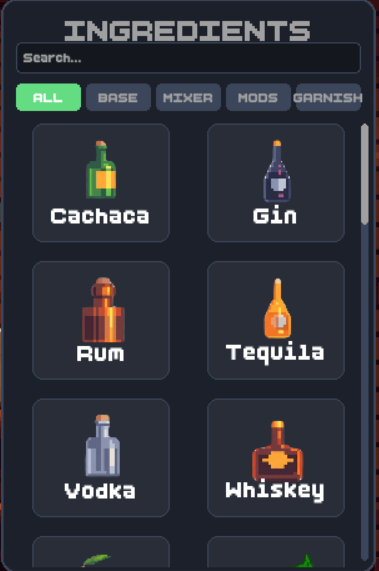 INGREDIENTS
Search...
ALL BASE MIXER MODS GARNISH
Cachaca Gin
Rum Tequila
Vodka Whiskey